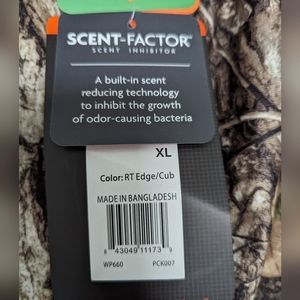 SCENT-FACTOR™
SCENT INHIBITOR
A built-in scent
reducing technology
to inhibit the growth
of odor-causing bacteria
XL
Color: RT Edge/Cub
MADE IN BANGLADESH
8 43049 11173 9
WP660 PCK007